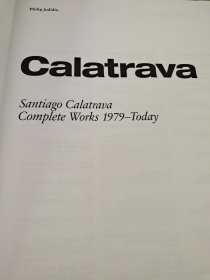 Philip Jodidio
Calatrava
Santiago Calatrava
Complete Works 1979–Today